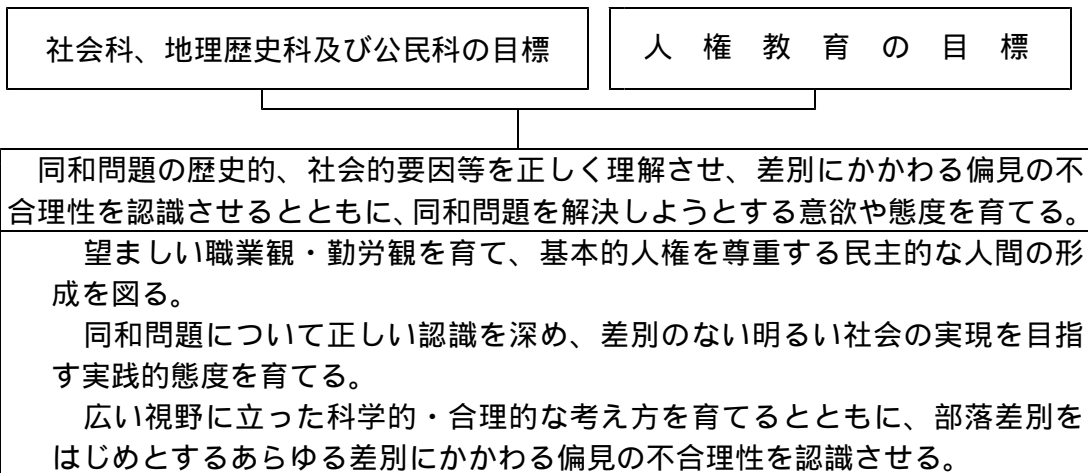 社会科、地理歴史科及び公民科の目標
人権教育の目標
同和問題の歴史的、社会的要因等を正しく理解させ、差別にかかわる偏見の不
合理性を認識させるとともに、同和問題を解決しようとする意欲や態度を育てる。
望ましい職業観・勤労観を育て、基本的人権を尊重する民主的な人間の形
成を図る。
同和問題について正しい認識を深め、差別のない明るい社会の実現を目指
す実践的態度を育てる。
広い視野に立った科学的・合理的な考え方を育てるとともに、部落差別を
はじめとするあらゆる差別にかかわる偏見の不合理性を認識させる。